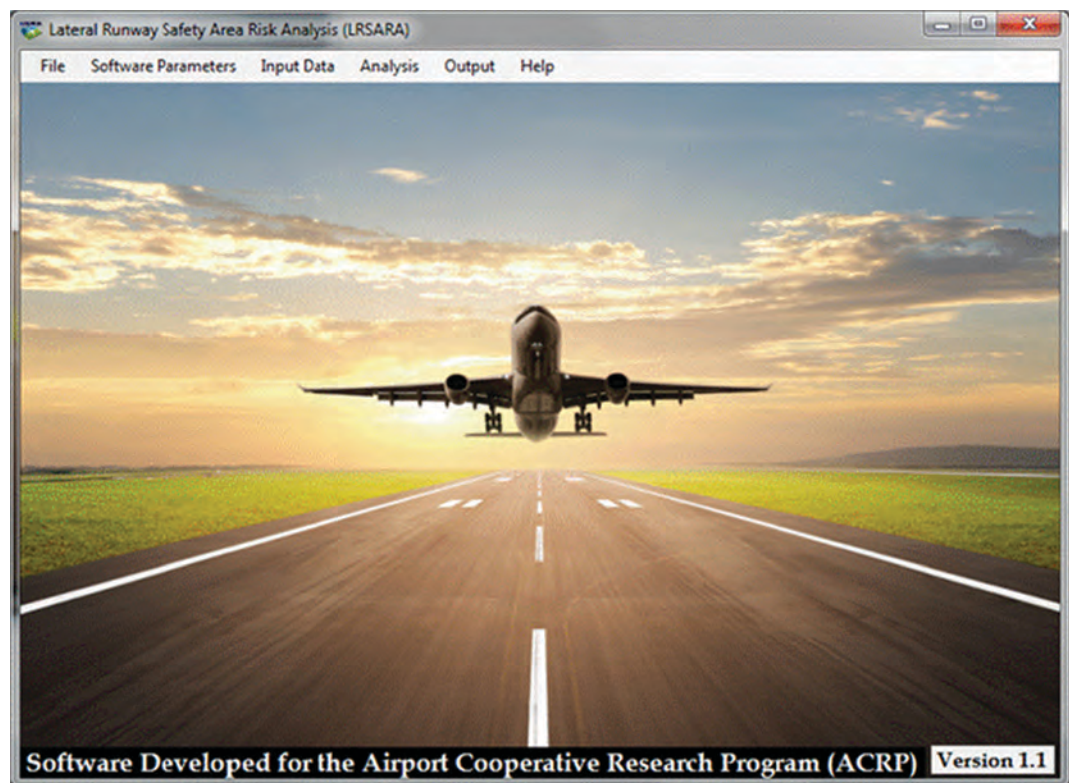 Lateral Runway Safety Area Risk Analysis (LRSARA)
File Software Parameters Input Data Analysis Output Help
Software Developed for the Airport Cooperative Research Program (ACRP) Version 1.1